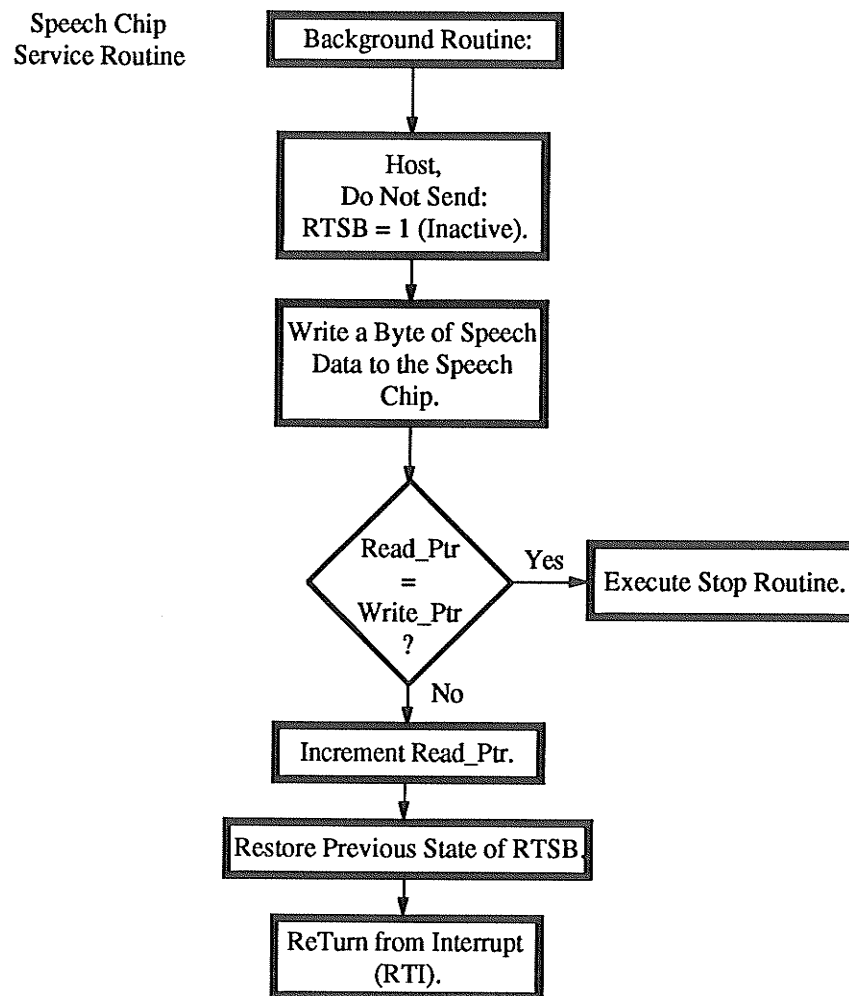 Speech Chip
Service Routine
Background Routine:
Host,
Do Not Send:
RTSB = 1 (Inactive).
Write a Byte of Speech
Data to the Speech
Chip.
Read_Ptr
=
Write_Ptr
?
Yes
Execute Stop Routine.
No
Increment Read_Ptr.
Restore Previous State of RTSB.
ReTurn from Interrupt
(RTI).